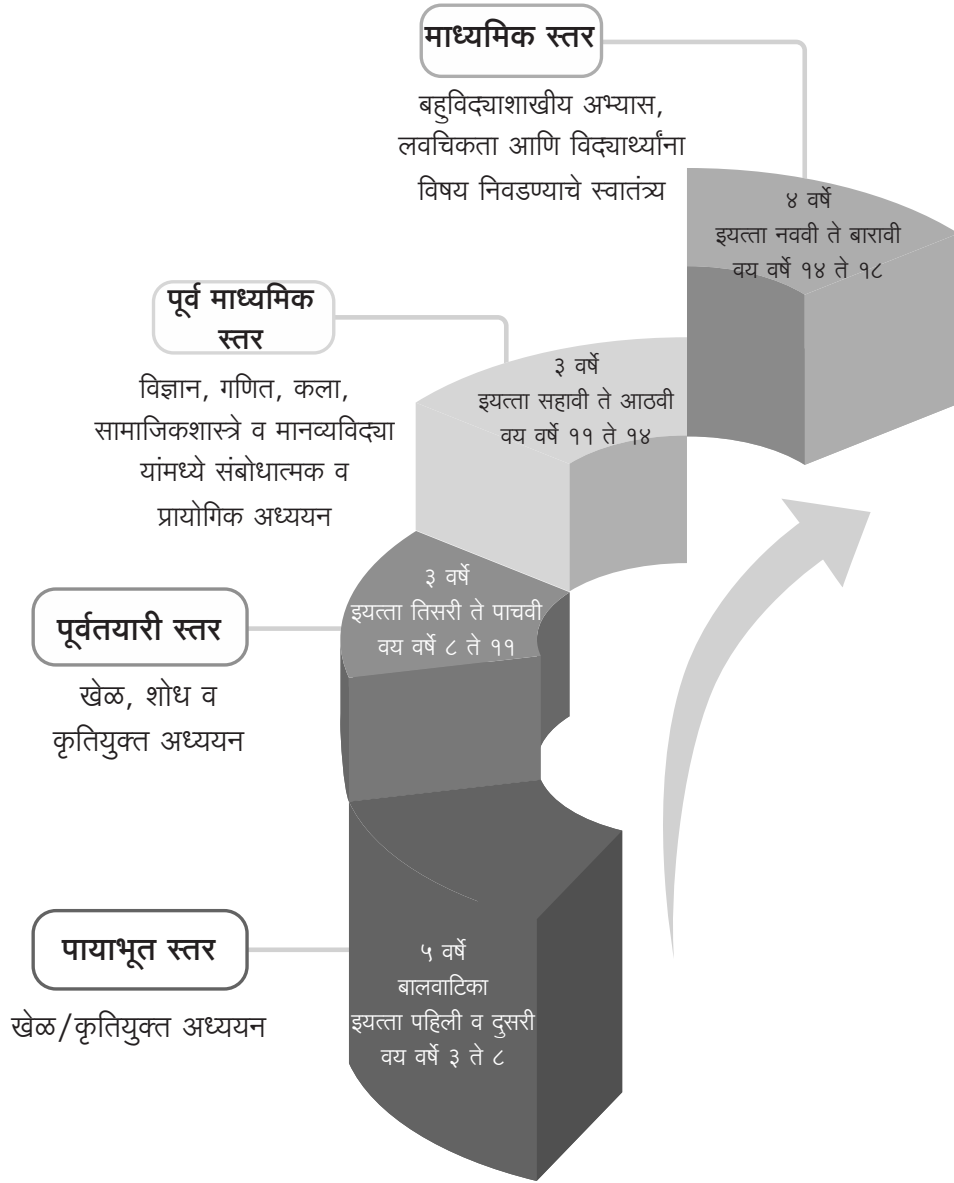 माध्यमिक स्तर
बहुविद्याशाखीय अभ्यास,
लवचिकता आणि विद्यार्थ्यांना
विषय निवडण्याचे स्वातंत्र्य
४ वर्षे
इयत्ता नववी ते बारावी
वय वर्षे १४ ते १८
पूर्व माध्यमिक
स्तर
विज्ञान, गणित, कला,
सामाजिकशास्त्रे व मानव्यविद्या
यांमध्ये संबोधात्मक व
प्रायोगिक अध्ययन
३ वर्षे
इयत्ता सहावी ते आठवी
वय वर्षे ११ ते १४
पूर्वतयारी स्तर
खेळ, शोध व
कृतियुक्त अध्ययन
३ वर्षे
इयत्ता तिसरी ते पाचवी
वय वर्षे ८ ते ११
पायाभूत स्तर
खेळ/कृतियुक्त अध्ययन
५ वर्षे
बालवाटिका
इयत्ता पहिली व दुसरी
वय वर्षे ३ ते ८